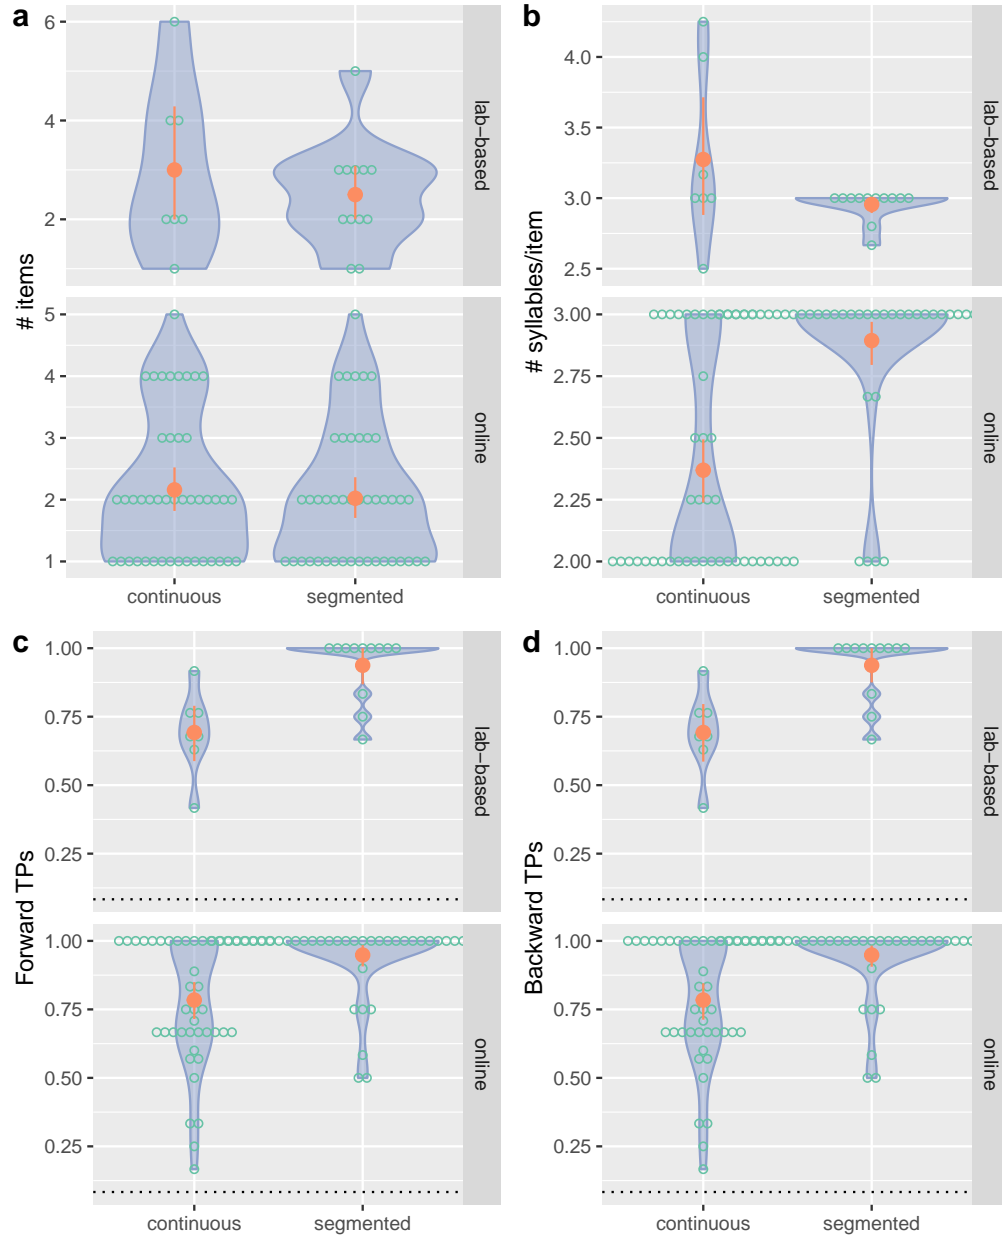 a
# items
6
4
2
lab−based
5
4
3
2
1
online
continuous
segmented
b
# syllables/item
4.0
3.5
3.0
2.5
lab−based
3.00
2.75
2.50
2.25
2.00
online
continuous
segmented
c
Forward TPs
1.00
0.75
0.50
0.25
lab−based
1.00
0.75
0.50
0.25
online
continuous
segmented
d
Backward TPs
1.00
0.75
0.50
0.25
lab−based
1.00
0.75
0.50
0.25
online
continuous
segmented